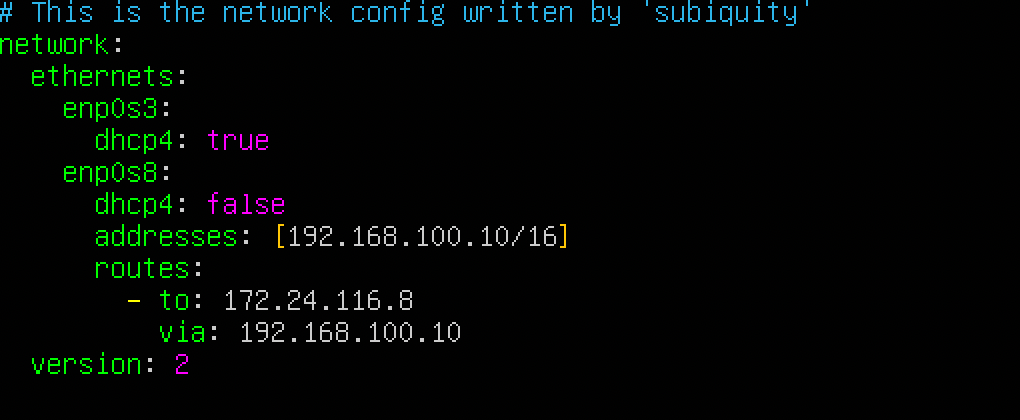 # This is the network config written by 'subiquity'
network:
  ethernets:
    enp0s3:
      dhcp4: true
    enp0s8:
      dhcp4: false
      addresses: [192.168.100.10/16]
      routes:
        - to: 172.24.116.8
          via: 192.168.100.10
  version: 2